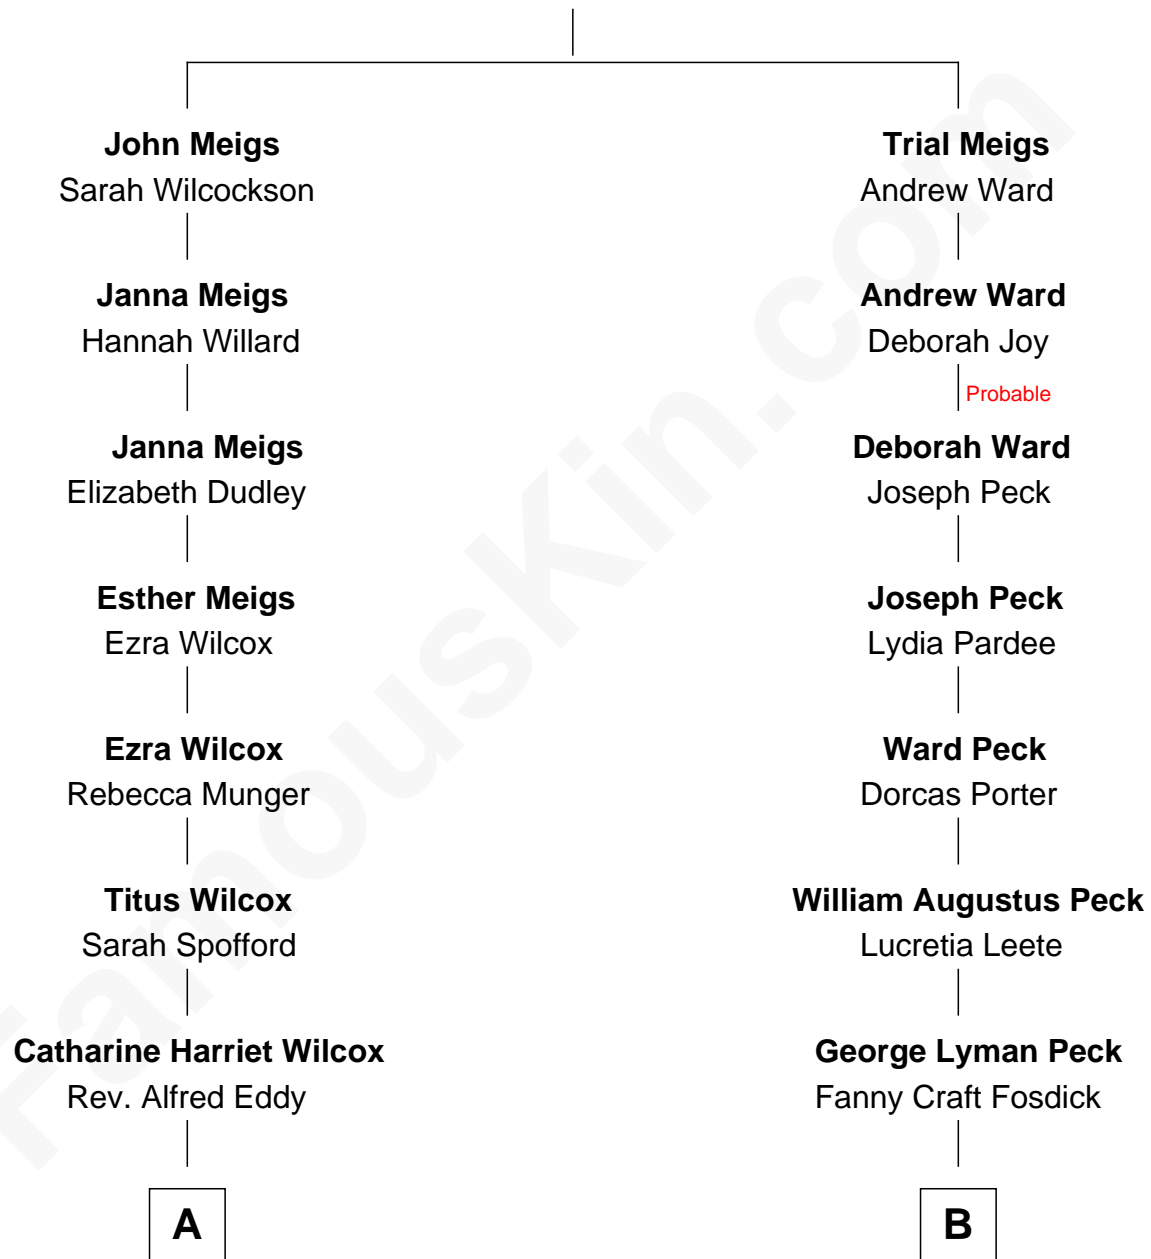 John Meigs
Sarah Wilcockson
Janna Meigs
Hannah Willard
Janna Meigs
Elizabeth Dudley
Esther Meigs
Ezra Wilcox
Ezra Wilcox
Rebecca Munger
Titus Wilcox
Sarah Spofford
Catharine Harriet Wilcox
Rev. Alfred Eddy
A
Trial Meigs
Andrew Ward
Andrew Ward
Deborah Joy
Probable
Deborah Ward
Joseph Peck
Joseph Peck
Lydia Pardee
Ward Peck
Dorcas Porter
William Augustus Peck
Lucretia Leete
George Lyman Peck
Fanny Craft Fosdick
B
FamousKin.com